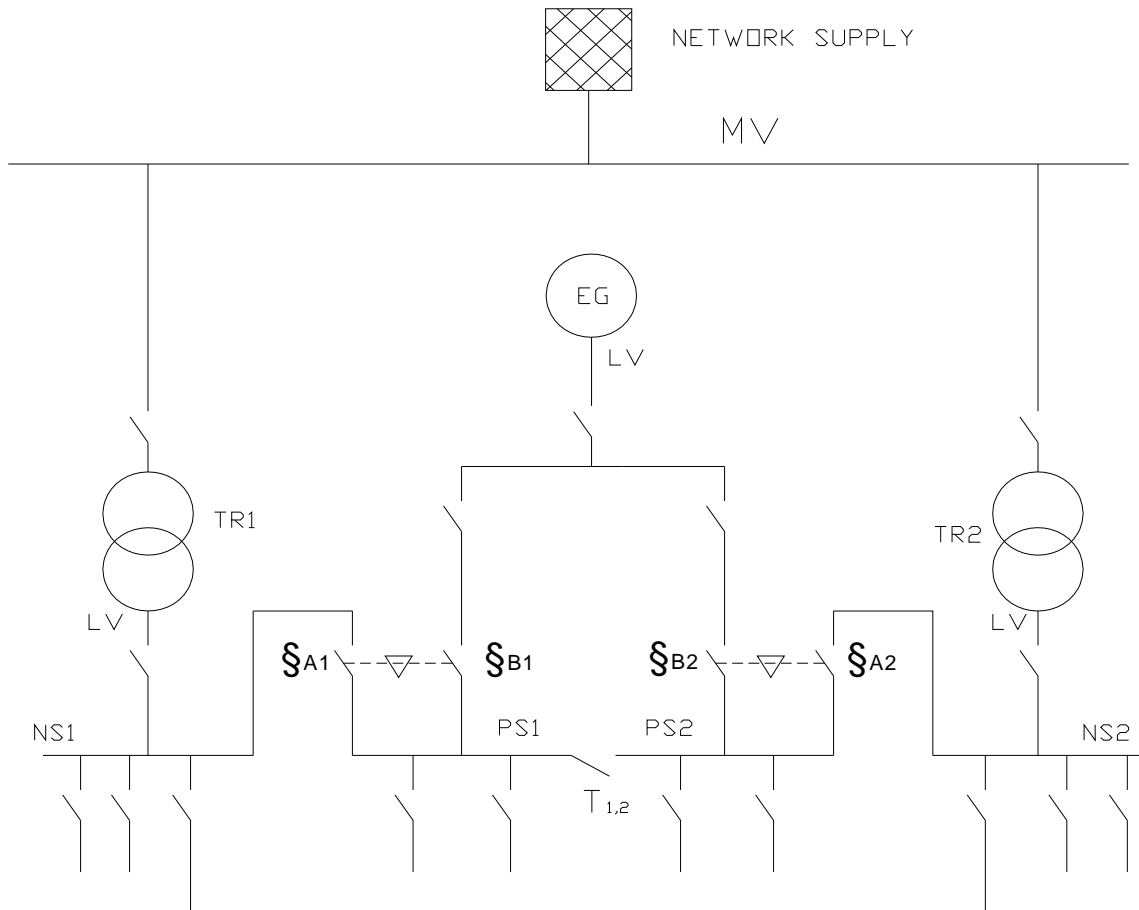 NETWORK SUPPLY
MV
EG
LV
TR1
TR2
LV
LV
§A1
§B1
§B2
§A2
NS1
PS1
PS2
NS2
T1,2